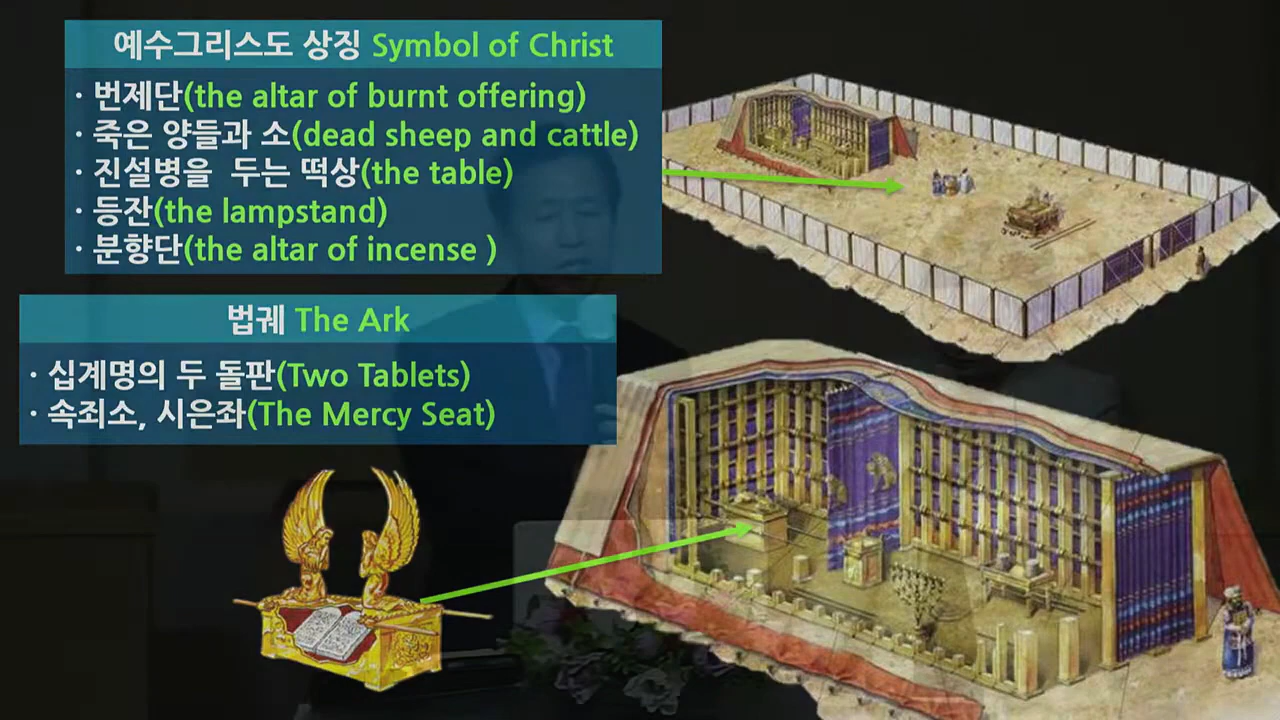 예수그리스도 상징 Symbol of Christ
· 번제단(the altar of burnt offering)
· 죽은 양들과 소(dead sheep and cattle)
· 진설병을 두는 떡상(the table)
· 등잔(the lampstand)
· 분향단(the altar of incense )
법궤 The Ark
· 십계명의 두 돌판(Two Tablets)
· 속죄소, 시은좌(The Mercy Seat)